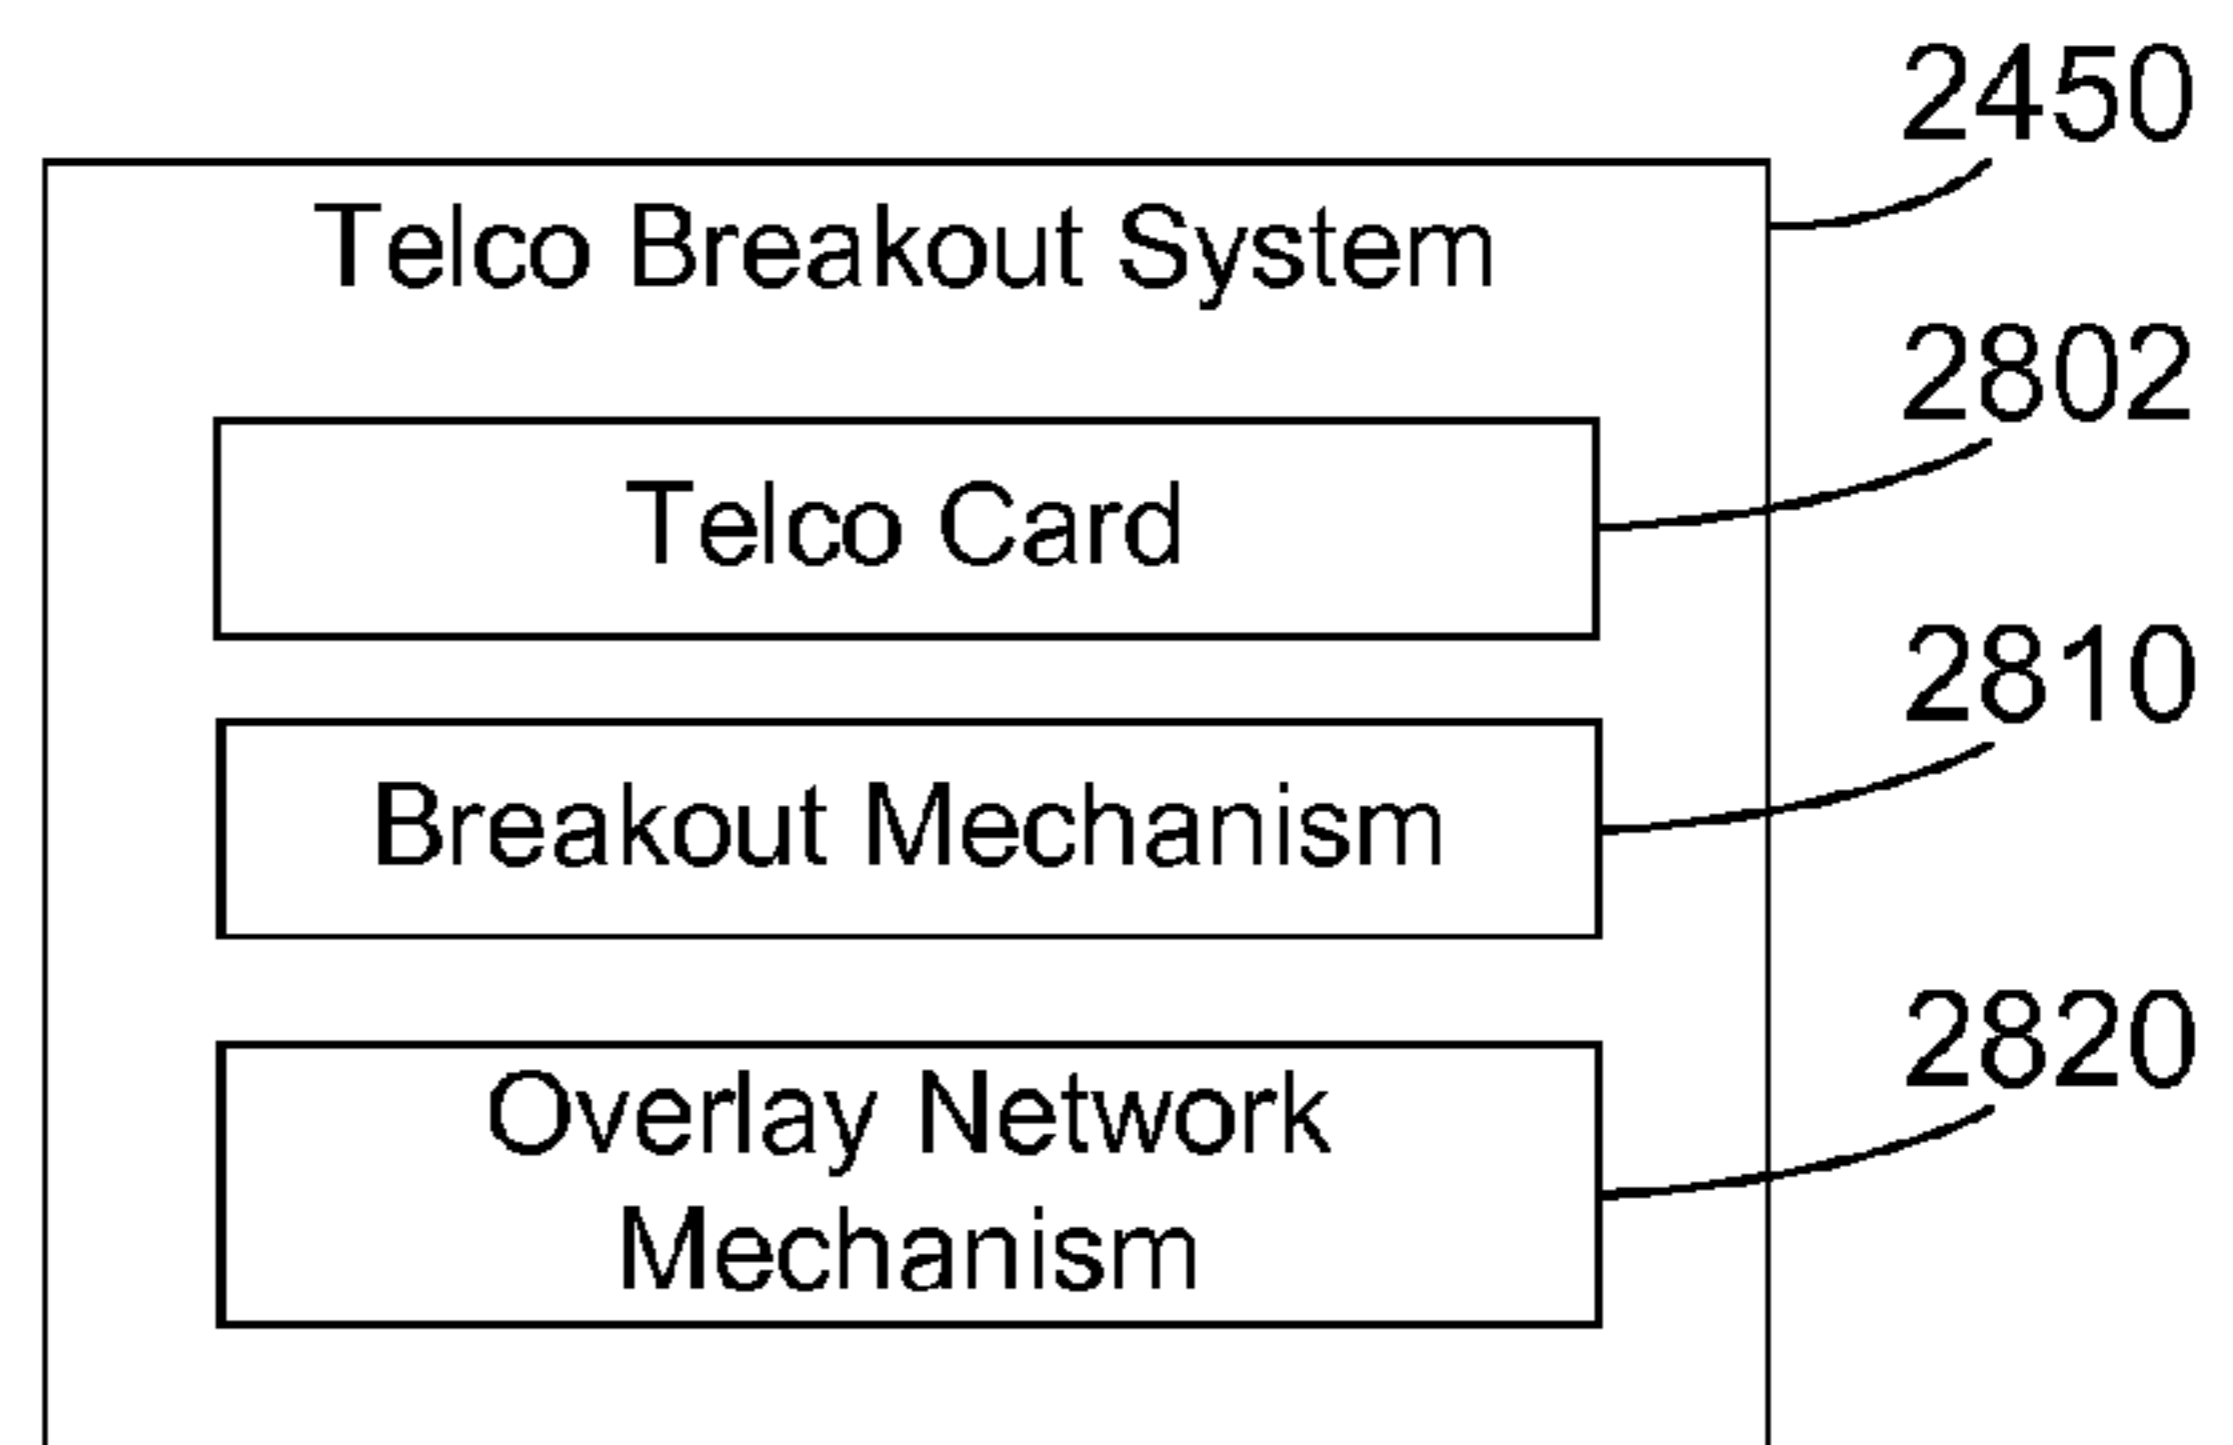 2450
Telco Breakout System
2802
Telco Card
2810
Breakout Mechanism
2820
Overlay Network
Mechanism